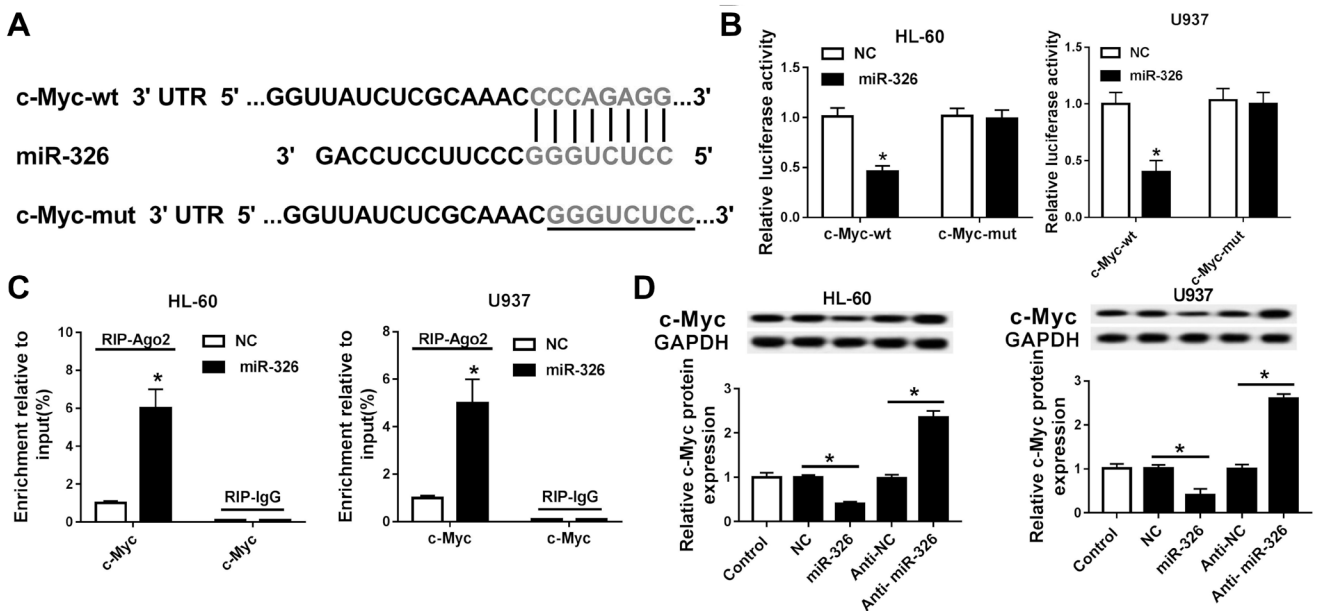 A
c-Myc-wt 3' UTR 5' ...GGUUAUCUCGCAAACCCCAGAGG...3'
miR-326 3' GACCUCCUUCCCGGGUCUCC 5'
c-Myc-mut 3' UTR 5' ...GGUUAUCUCGCAAACGGGUCUCC...3'
B
HL-60
NC
miR-326
Relative luciferase activity
1.5
1.0
0.5
0.0
*
c-Myc-wt
c-Myc-mut
U937
NC
miR-326
Relative luciferase activity
1.5
1.0
0.5
0.0
*
c-Myc-wt
c-Myc-mut
C
HL-60
Enrichment relative to
input(%)
10
8
6
4
2
0
RIP-Ago2
*
NC
miR-326
RIP-IgG
c-Myc
c-Myc
U937
Enrichment relative to
input(%)
8
6
4
2
0
RIP-Ago2
*
NC
miR-326
RIP-IgG
c-Myc
c-Myc
D
HL-60
c-Myc
GAPDH
Relative c-Myc protein
expression
3
2
1
0
*
*
Control
NC
miR-326
Anti-NC
Anti- miR-326
U937
c-Myc
GAPDH
Relative c-Myc protein
expression
3
2
1
0
*
*
Control
NC
miR-326
Anti-NC
Anti- miR-326